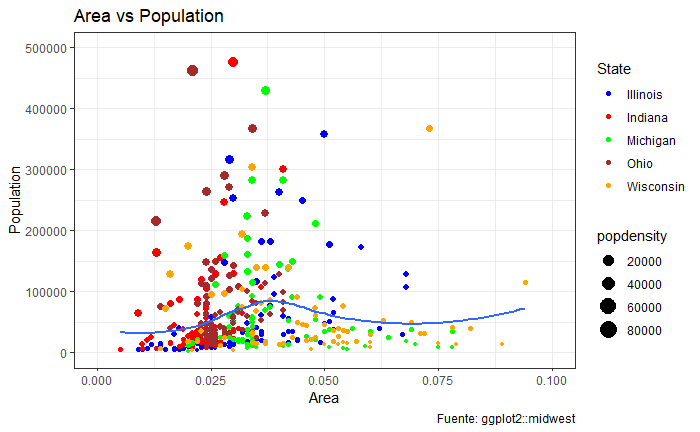 Area vs Population
500000
400000
300000
200000
100000
0
Population
0.000
0.025
0.050
0.075
0.100
Area
State
Illinois
Indiana
Michigan
Ohio
Wisconsin
popdensity
20000
40000
60000
80000
Fuente: ggplot2::midwest